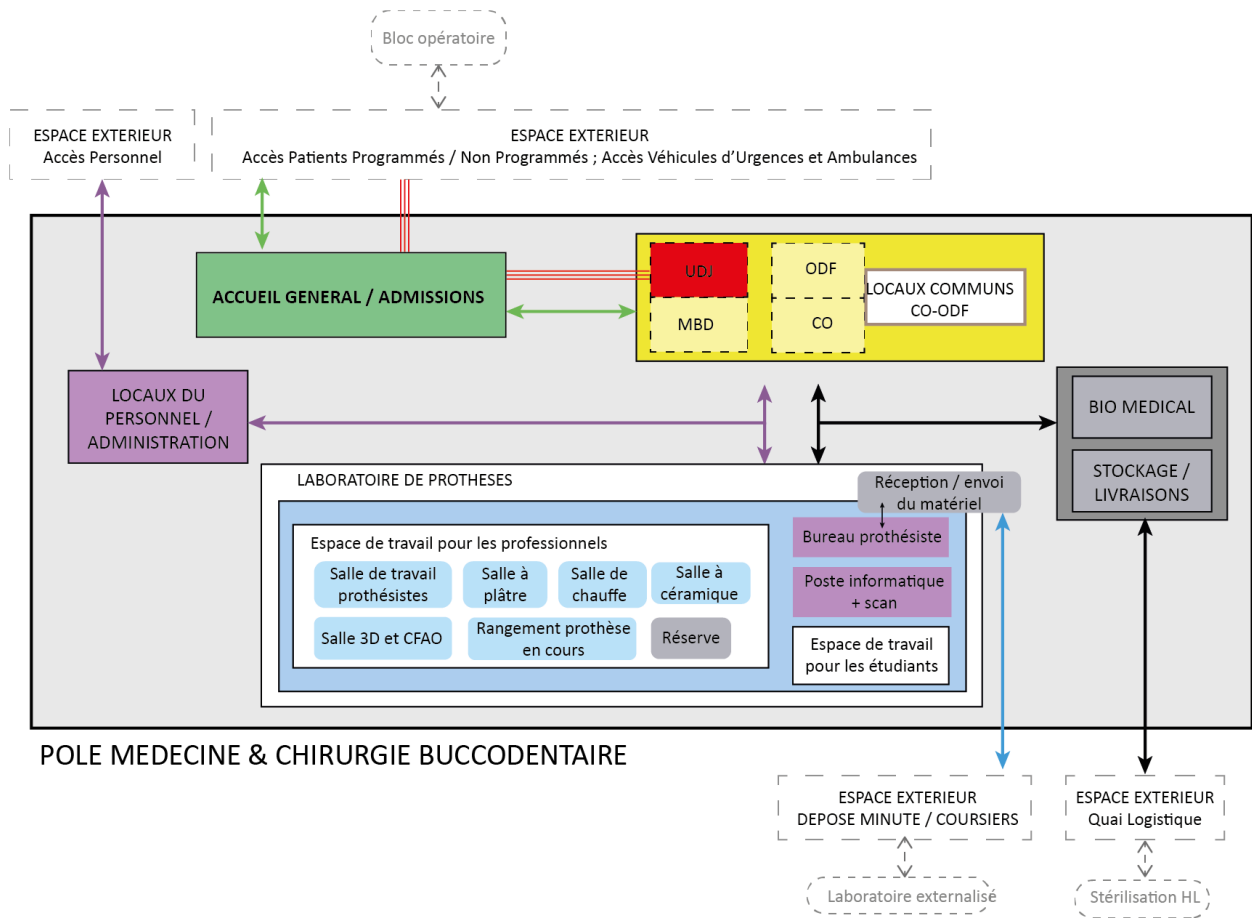 Bloc opératoire
ESPACE EXTERIEUR
Accès Personnel
ESPACE EXTERIEUR
Accès Patients Programmés / Non Programmés ; Accès Véhicules d'Urgences et Ambulances
ACCUEIL GENERAL / ADMISSIONS
UDJ
ODF
MBD
CO
LOCAUX COMMUNS
CO-ODF
LOCAUX DU
PERSONNEL /
ADMINISTRATION
BIO MEDICAL
STOCKAGE /
LIVRAISONS
LABORATOIRE DE PROTHESES
Réception / envoi
du matériel
Bureau prothésiste
Poste informatique
+ scan
Espace de travail
pour les étudiants
Espace de travail pour les professionnels
Salle de travail
prothésistes
Salle à
plâtre
Salle de
chauffe
Salle à
céramique
Salle 3D et CFAO
Rangement prothèse
en cours
Réserve
POLE MEDECINE & CHIRURGIE BUCCODENTAIRE
ESPACE EXTERIEUR
DEPOSE MINUTE / COURSIERS
ESPACE EXTERIEUR
Quai Logistique
Laboratoire externalisé
Stérilisation HL